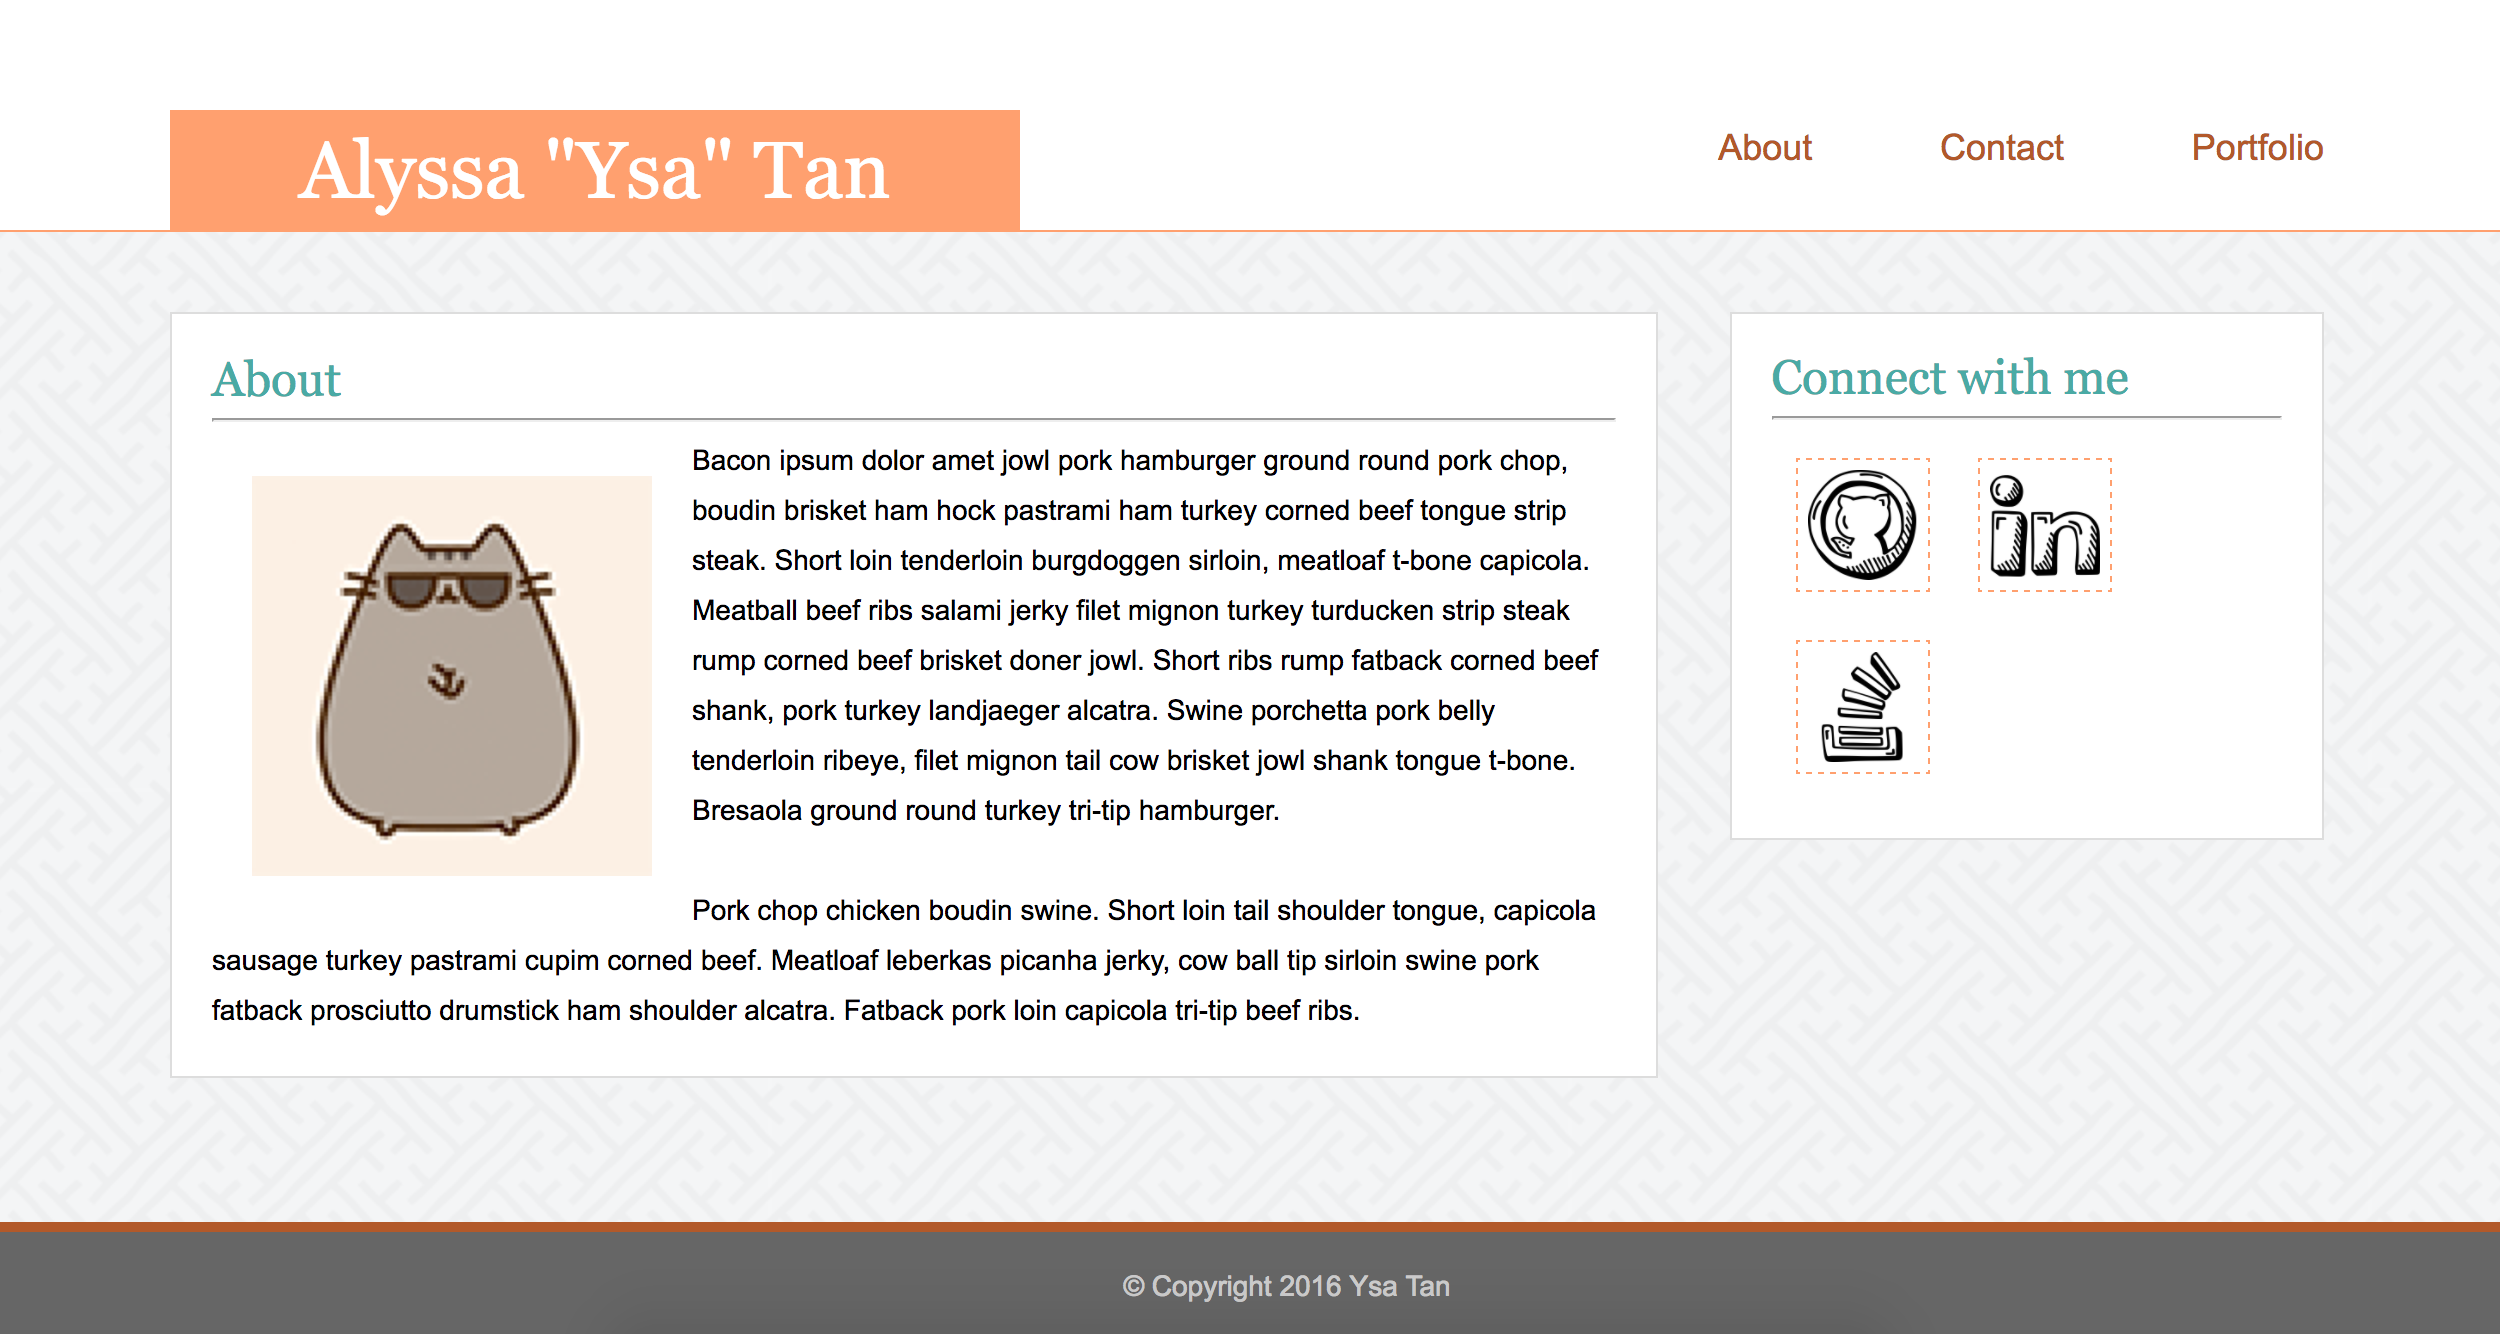 Alyssa "Ysa" Tan
About
Contact
Portfolio
About
Bacon ipsum dolor amet jowl pork hamburger ground round pork chop,
boudin brisket ham hock pastrami ham turkey corned beef tongue strip
steak. Short loin tenderloin burgdoggen sirloin, meatloaf t-bone capicola.
Meatball beef ribs salami jerky filet mignon turkey turducken strip steak
rump corned beef brisket doner jowl. Short ribs rump fatback corned beef
shank, pork turkey landjaeger alcatra. Swine porchetta pork belly
tenderloin ribeye, filet mignon tail cow brisket jowl shank tongue t-bone.
Bresaola ground round turkey tri-tip hamburger.
Pork chop chicken boudin swine. Short loin tail shoulder tongue, capicola
sausage turkey pastrami cupim corned beef. Meatloaf leberkas picanha jerky, cow ball tip sirloin swine pork
fatback prosciutto drumstick ham shoulder alcatra. Fatback pork loin capicola tri-tip beef ribs.
Connect with me
in
© Copyright 2016 Ysa Tan